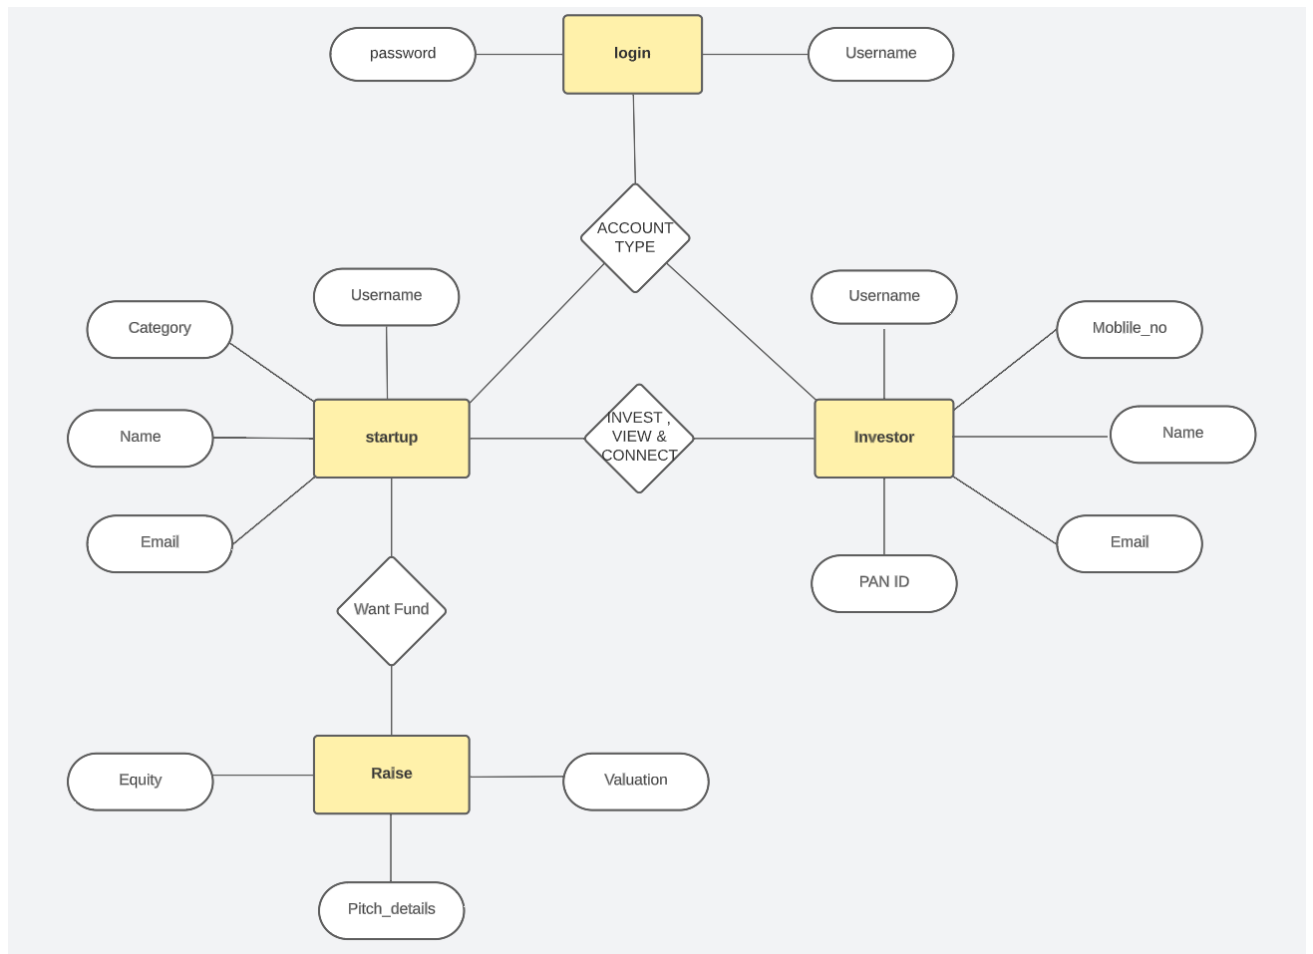 password
login
Username
ACCOUNT
TYPE
Username
Username
Category
Moblile_no
INVEST ,
VIEW &
CONNECT
Name
startup
Investor
Name
Email
Email
PAN ID
Want Fund
Equity
Raise
Valuation
Pitch_details